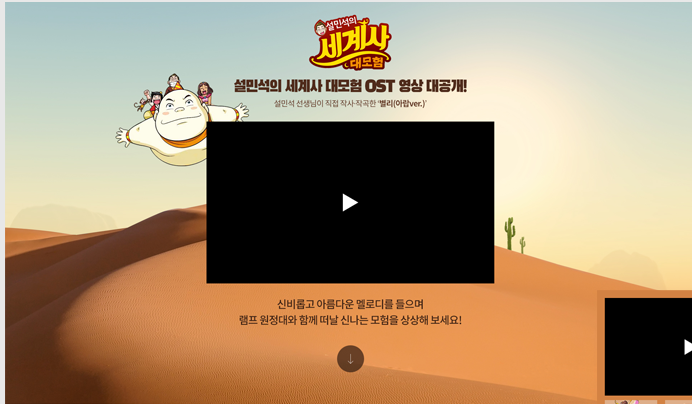 설민석의
세계사
대모험
설민석의 세계사 대모험 OST 영상 대공개!
설민석 선생님이 직접 작사·작곡한 '벨리(아랍ver.)'
신비롭고 아름다운 멜로디를 들으며
램프 원정대와 함께 떠날 신나는 모험을 상상해 보세요!